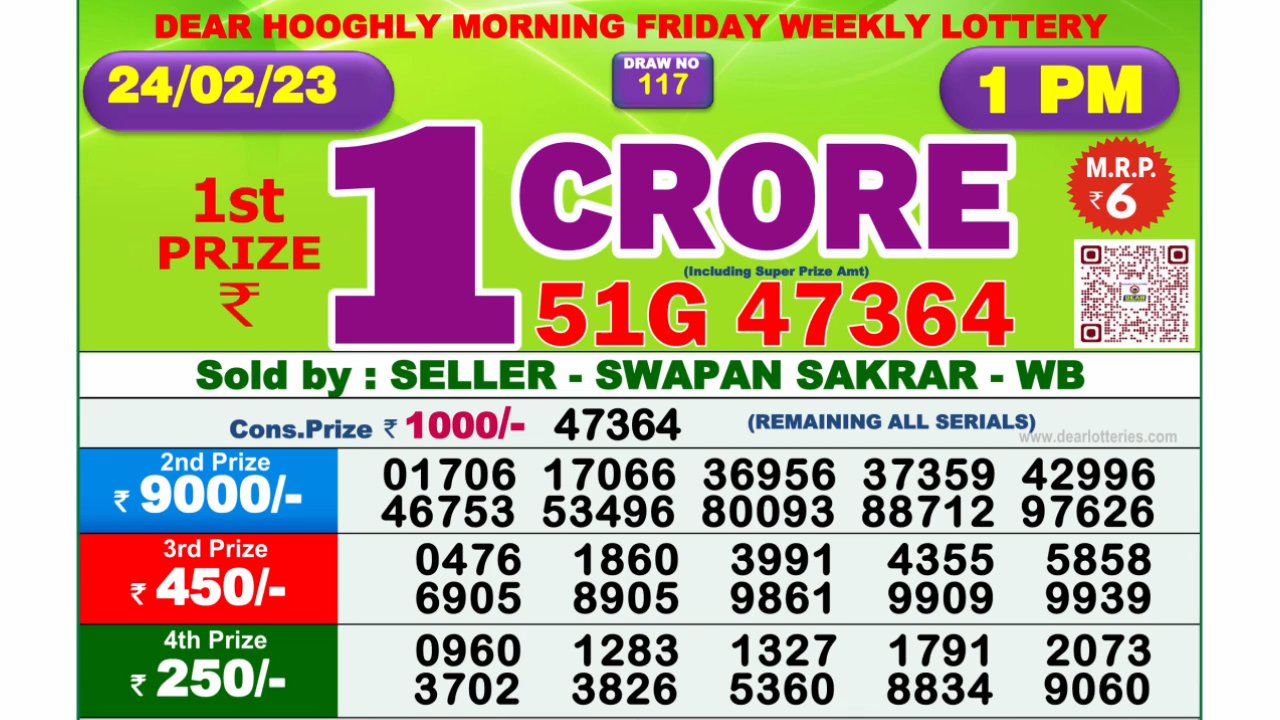 DEAR HOOGHLY MORNING FRIDAY WEEKLY LOTTERY
24/02/23
DRAW NO
117
1 PM
1st
PRIZE
₹
1 CRORE
(Including Super Prize Amt)
51G 47364
M.R.P.
₹ 6
DEAR
Sold by : SELLER - SWAPAN SAKRAR - WB
Cons.Prize ₹ 1000/- 47364 (REMAINING ALL SERIALS)
www.dearlotteries.com
2nd Prize
₹ 9000/-
01706 17066 36956 37359 42996
46753 53496 80093 88712 97626
3rd Prize
₹ 450/-
0476 1860 3991 4355 5858
6905 8905 9861 9909 9939
4th Prize
₹ 250/-
0960 1283 1327 1791 2073
3702 3826 5360 8834 9060